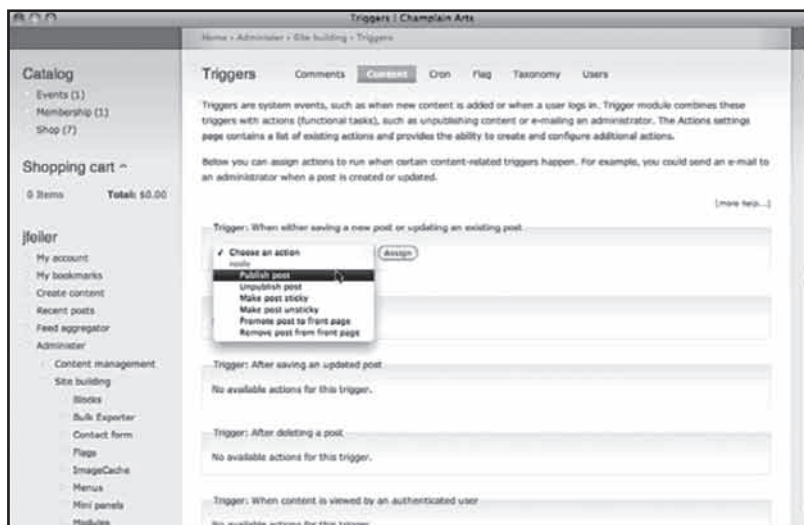 Triggers | Champlain Arts
Home » Administer » Site building » Triggers
Catalog
Events (1)
Membership (1)
Shop (7)
Shopping cart ^
0 Items Total: $0.00
jfeiler
My account
My bookmarks
Create content
Recent posts
Feed aggregator
Administer
Content management
Site building
Blocks
Bulk Exporter
Contact form
Flags
ImageCache
Menus
Mini panels
Modules
Triggers
Comments Content Cron Flag Taxonomy Users
Triggers are system events, such as when new content is added or when a user logs in. Trigger module combines these
triggers with actions (functional tasks), such as unpublishing content or e-mailing an administrator. The Actions settings
page contains a list of existing actions and provides the ability to create and configure additional actions.
Below you can assign actions to run when certain content-related triggers happen. For example, you could send an e-mail to
an administrator when a post is created or updated.
[more help...]
Trigger: When either saving a new post or updating an existing post
✓ Choose an action Assign
node
Publish post
Unpublish post
Make post sticky
Make post unsticky
Promote post to front page
Remove post from front page
Trigger: After saving an updated post
No available actions for this trigger.
Trigger: After deleting a post
No available actions for this trigger.
Trigger: When content is viewed by an authenticated user
No available actions for this trigger.